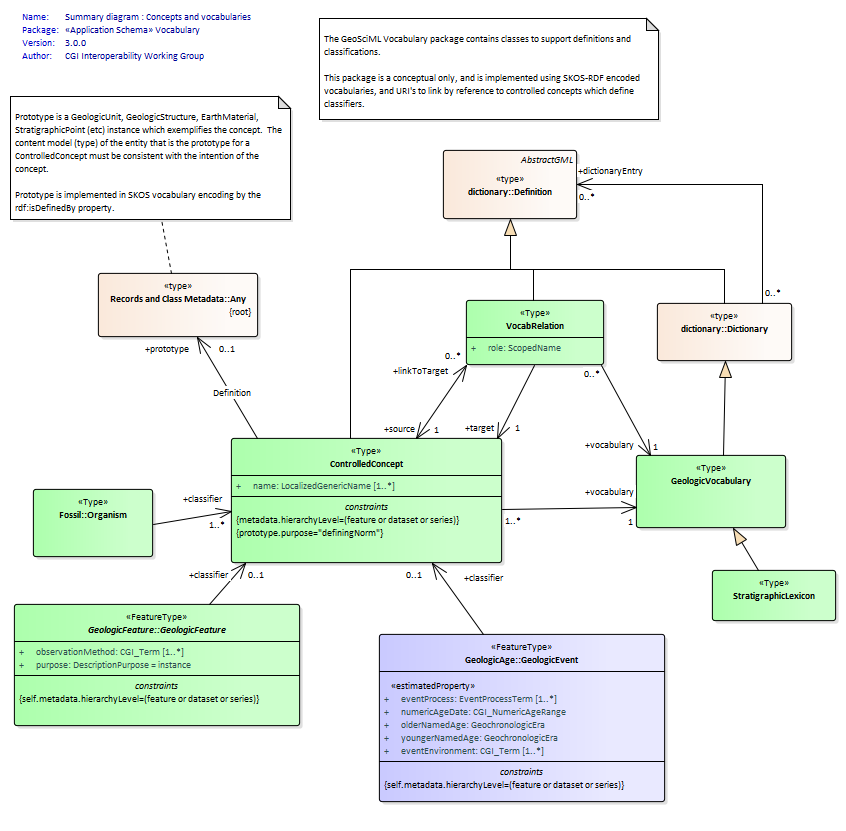 Name: Summary diagram : Concepts and vocabularies
Package: «Application Schema» Vocabulary
Version: 3.0.0
Author: CGI Interoperability Working Group
The GeoSciML Vocabulary package contains classes to support definitions and
classifications.
This package is a conceptual only, and is implemented using SKOS-RDF encoded
vocabularies, and URI's to link by reference to controlled concepts which define
classifiers.
Prototype is a GeologicUnit, GeologicStructure, EarthMaterial,
StratigraphicPoint (etc) instance which exemplifies the concept. The
content model (type) of the entity that is the prototype for a
ControlledConcept must be consistent with the intention of the
concept.
Prototype is implemented in SKOS vocabulary encoding by the
rdf:isDefinedBy property.
AbstractGML
«type»
dictionary::Definition
+dictionaryEntry
0..*
0..*
«type»
Records and Class Metadata::Any
{root}
«Type»
VocabRelation
+ role: ScopedName
«type»
dictionary::Dictionary
+prototype 0..1
Definition
0..*
+linkToTarget
0..*
+source 1
+target 1
+vocabulary 1
«Type»
ControlledConcept
+ name: LocalizedGenericName [1..*]
constraints
{metadata.hierarchyLevel=(feature or dataset or series)}
{prototype.purpose="definingNorm"}
«Type»
GeologicVocabulary
+vocabulary
1..*
1
«Type»
Fossil::Organism
+classifier
1..*
«Type»
StratigraphicLexicon
+classifier 0..1
0..1 +classifier
«FeatureType»
GeologicFeature::GeologicFeature
+ observationMethod: CGI_Term [1..*]
+ purpose: DescriptionPurpose = instance
constraints
{self.metadata.hierarchyLevel=(feature or dataset or series)}
«FeatureType»
GeologicAge::GeologicEvent
«estimatedProperty»
+ eventProcess: EventProcessTerm [1..*]
+ numericAgeDate: CGI_NumericAgeRange
+ olderNamedAge: GeochronologicEra
+ youngerNamedAge: GeochronologicEra
+ eventEnvironment: CGI_Term [1..*]
constraints
{self.metadata.hierarchyLevel=(feature or dataset or series)}